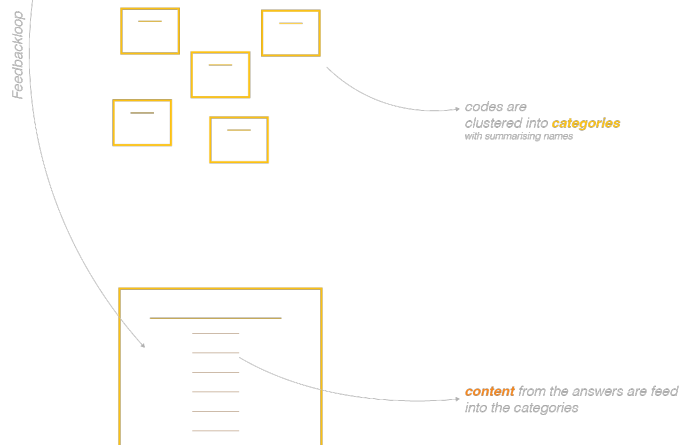 Feedbackloop
codes are
clustered into categories
with summarising names
content from the answers are feed
into the categories